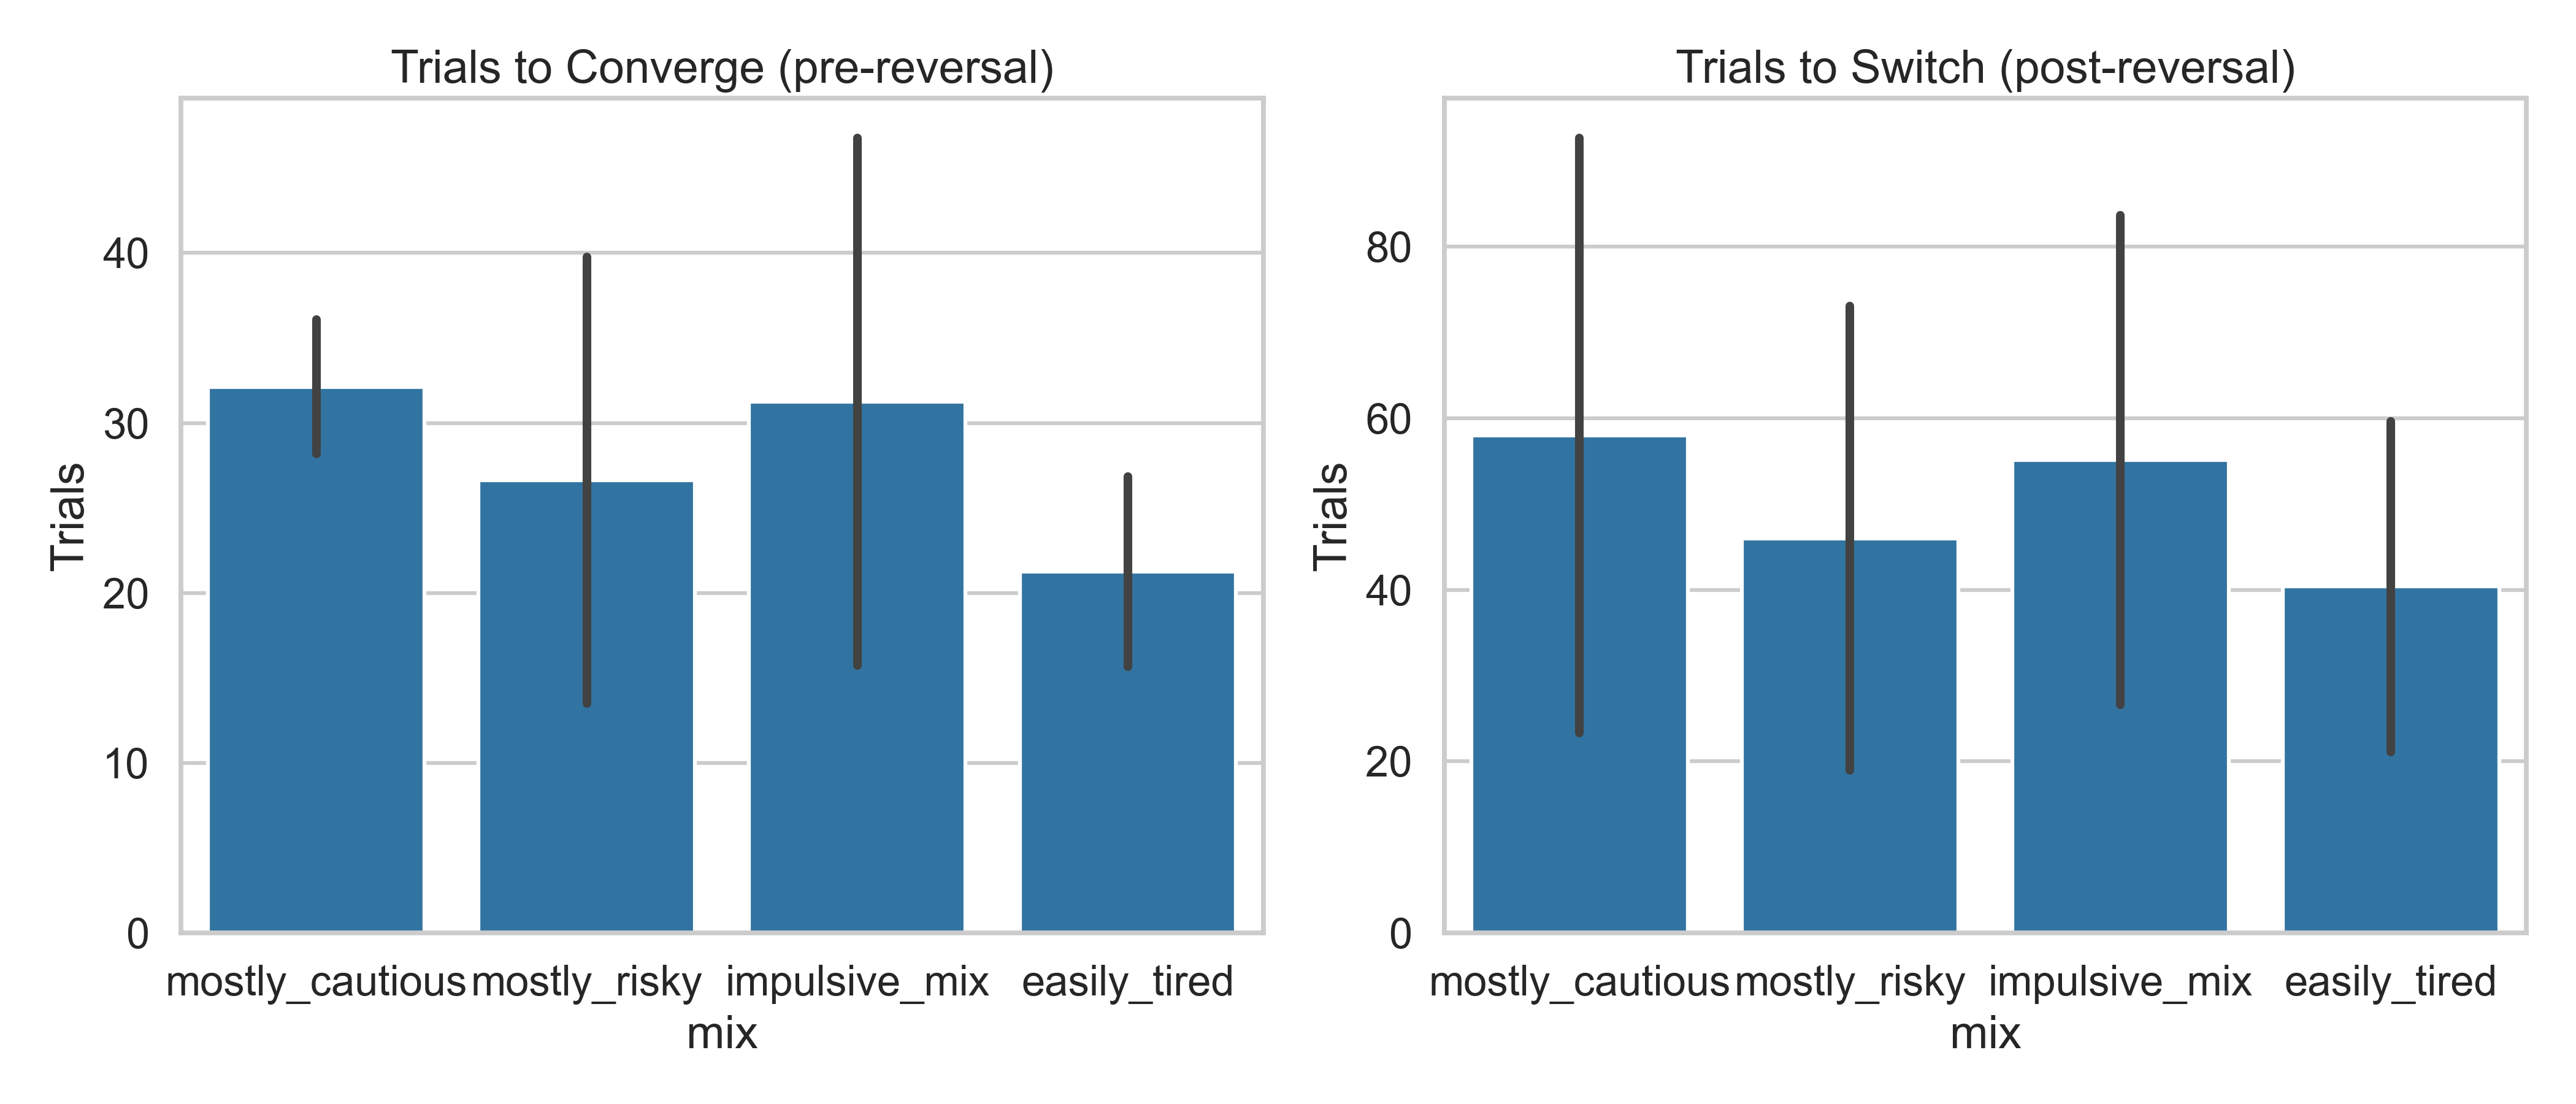 Trials to Converge (pre-reversal)
Trials
40
30
20
10
0
mostly_cautious mostly_risky impulsive_mix easily_tired
mix
Trials to Switch (post-reversal)
Trials
80
60
40
20
0
mostly_cautious mostly_risky impulsive_mix easily_tired
mix